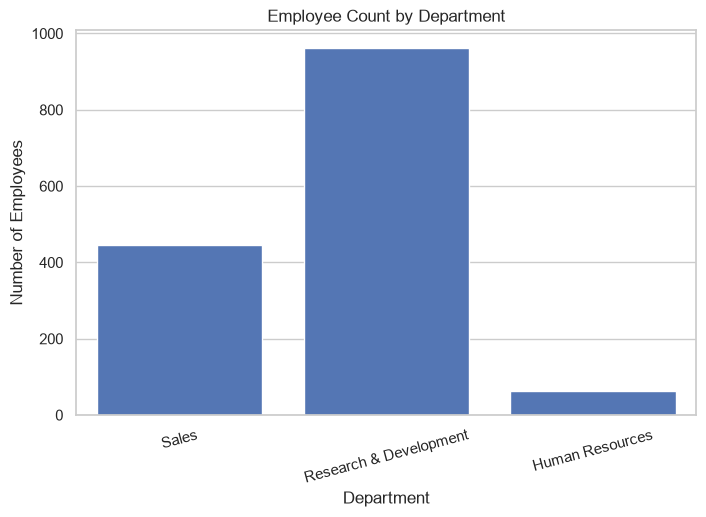 Employee Count by Department
Number of Employees
1000
800
600
400
200
0
Sales
Research & Development
Human Resources
Department